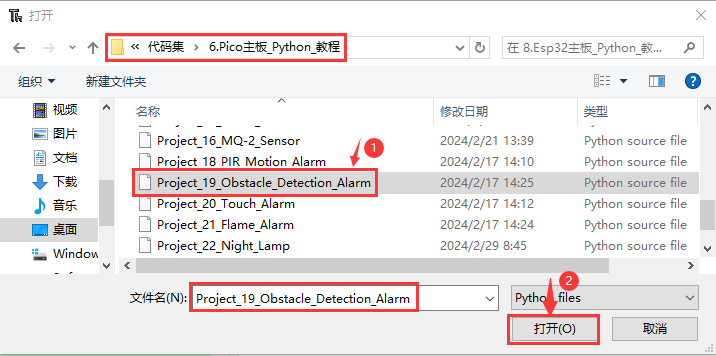 打开
« 代码集 > 6.Pico主板_Python_教程
在 8.Esp32主板_Python_教...
组织 新建文件夹
名称 修改日期 类型
视频
图片
文档
下载
音乐
桌面
Window
Project_16_MQ-2_Sensor 2024/2/21 13:39 Python source file
Project_18_PIR_Motion_Alarm 2024/2/17 14:10 Python source file
1
Project_19_Obstacle_Detection_Alarm 2024/2/17 14:25 Python source file
Project_20_Touch_Alarm 2024/2/17 14:12 Python source file
Project_21_Flame_Alarm 2024/2/17 14:24 Python source file
Project_22_Night_Lamp 2024/2/29 8:45 Python source file
2
文件名(N): Project_19_Obstacle_Detection_Alarm Python files
打开(O) 取消